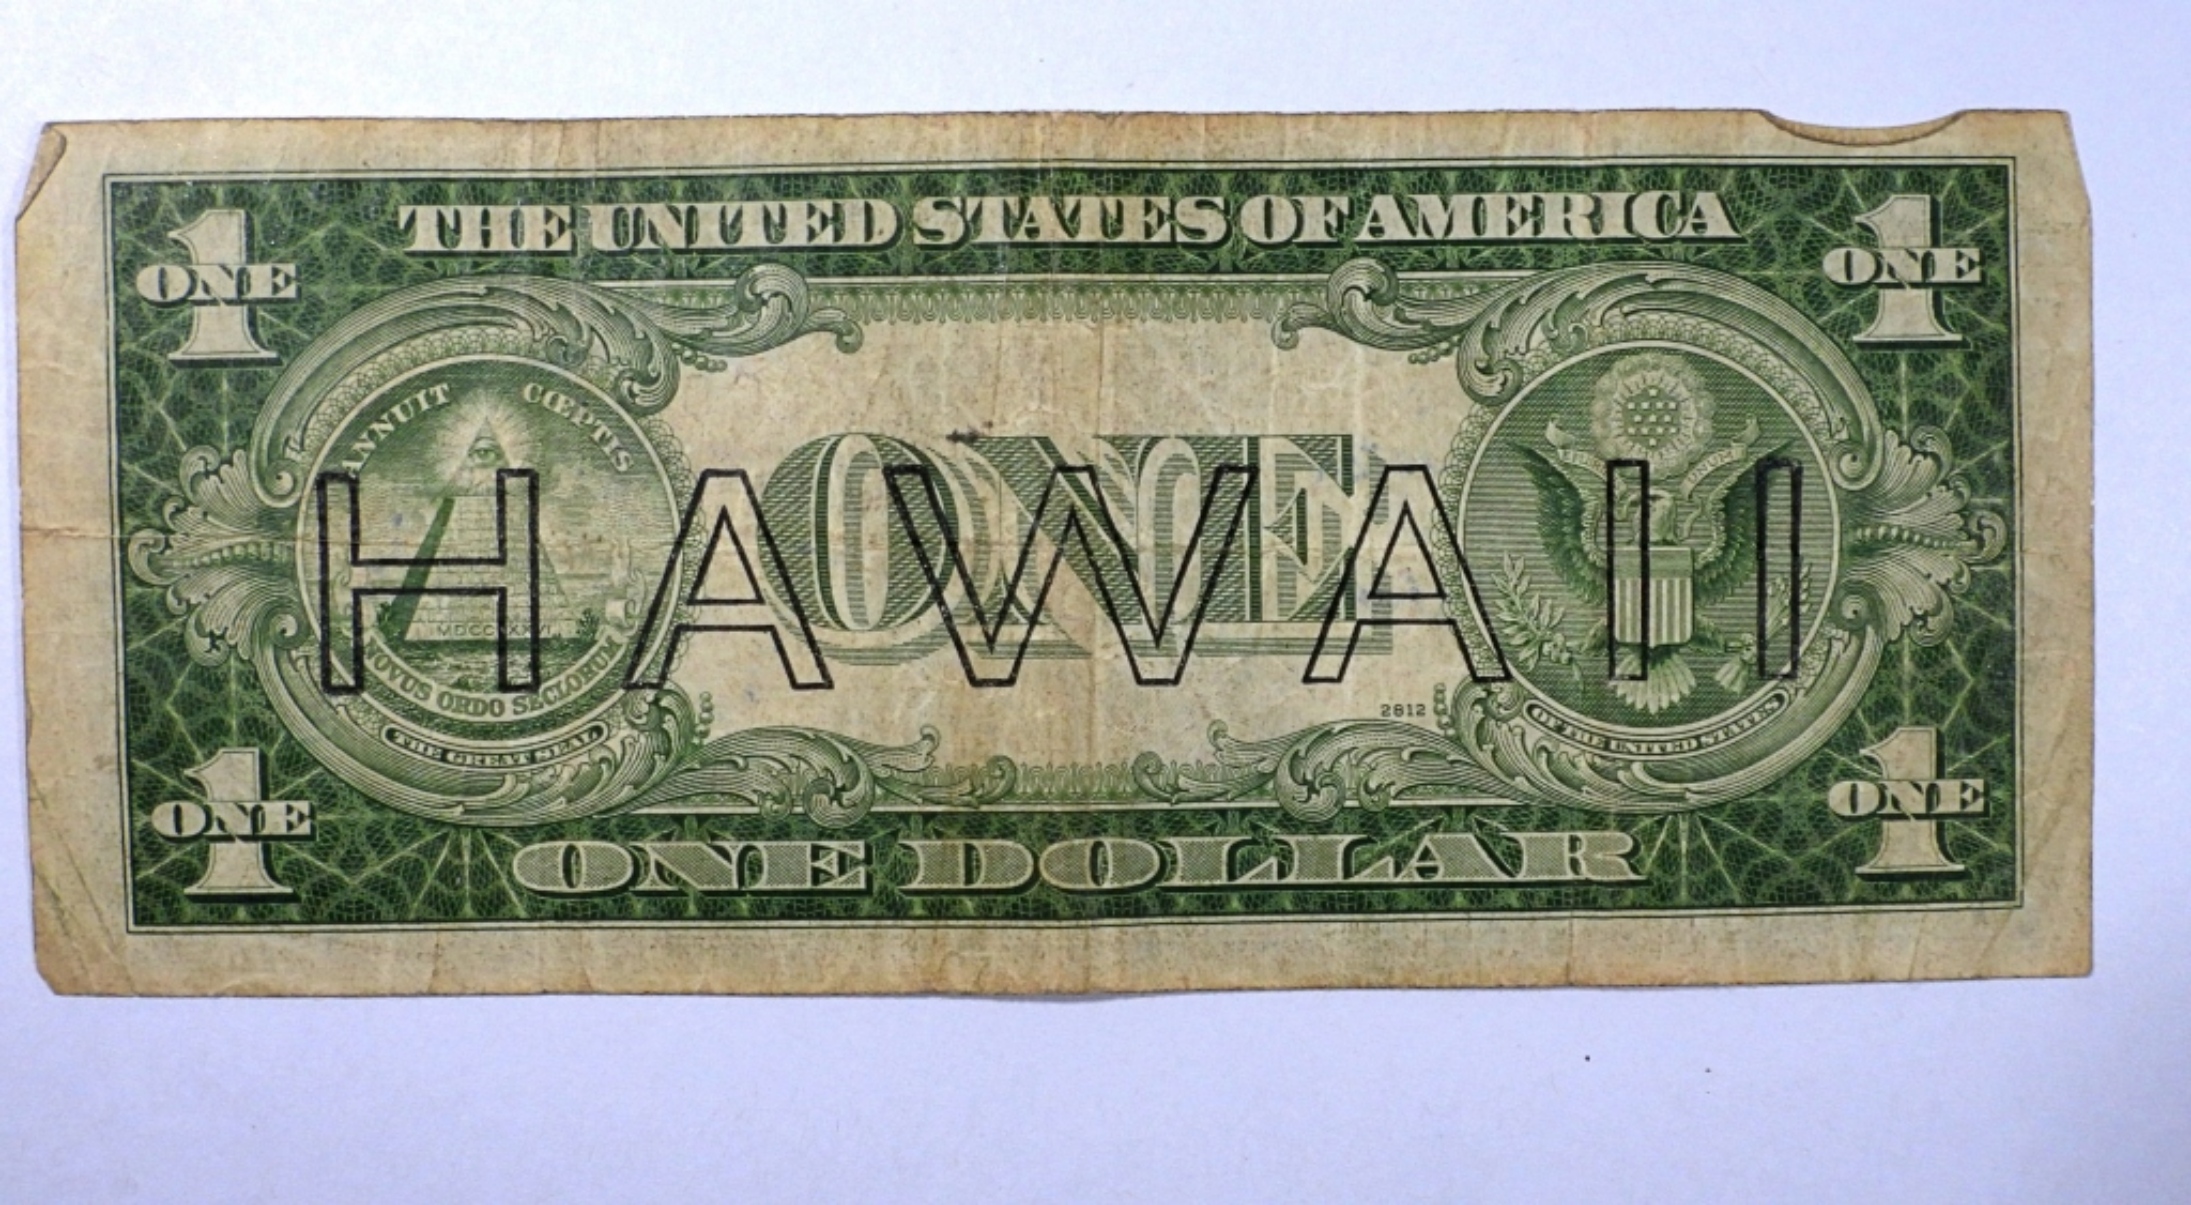 THE UNITED STATES OF AMERICA
1
ONE
1
ONE
ANNUIT CŒPTIS
ONE
HAWAII
MDCCLXXVI
NOVUS ORDO SECLORUM
THE GREAT SEAL
UNUM
OF THE UNITED STATES
2812
1
ONE
1
ONE
ONE DOLLAR